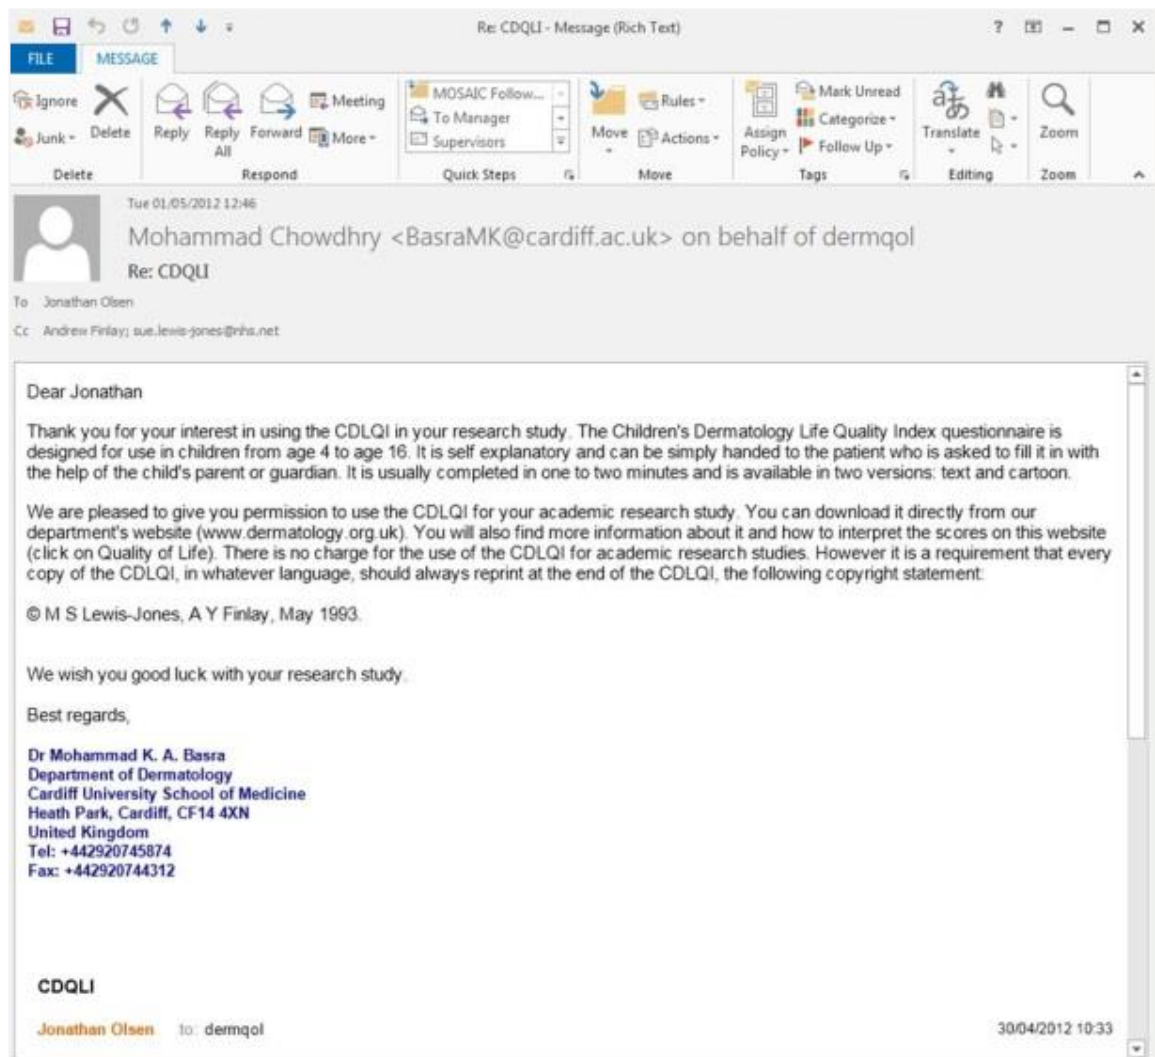 Re: CDQLI - Message (Rich Text)
FILE MESSAGE
Ignore
Junk
Delete
Reply
Reply All
Forward
Meeting
More
MOSAIC Follow...
To Manager
Supervisors
Move
Rules
Actions
Assign Policy
Mark Unread
Categorize
Follow Up
Translate
Zoom
Delete Respond Quick Steps Move Tags Editing Zoom
Tue 01/05/2012 12:46
Mohammad Chowdhry <BasraMK@cardiff.ac.uk> on behalf of dermqol
Re: CDQLI
To Jonathan Olsen
Cc Andrew Finlay; sue.lewis-jones@nhs.net
Dear Jonathan
Thank you for your interest in using the CDLQI in your research study. The Children's Dermatology Life Quality Index questionnaire is
designed for use in children from age 4 to age 16. It is self explanatory and can be simply handed to the patient who is asked to fill it in with
the help of the child's parent or guardian. It is usually completed in one to two minutes and is available in two versions: text and cartoon.
We are pleased to give you permission to use the CDLQI for your academic research study. You can download it directly from our
department's website (www.dermatology.org.uk). You will also find more information about it and how to interpret the scores on this website
(click on Quality of Life). There is no charge for the use of the CDLQI for academic research studies. However it is a requirement that every
copy of the CDLQI, in whatever language, should always reprint at the end of the CDLQI, the following copyright statement:
© M S Lewis-Jones, A Y Finlay, May 1993.
We wish you good luck with your research study.
Best regards,
Dr Mohammad K. A. Basra
Department of Dermatology
Cardiff University School of Medicine
Heath Park, Cardiff, CF14 4XN
United Kingdom
Tel: +442920745874
Fax: +442920744312
CDQLI
Jonathan Olsen to: dermqol 30/04/2012 10:33